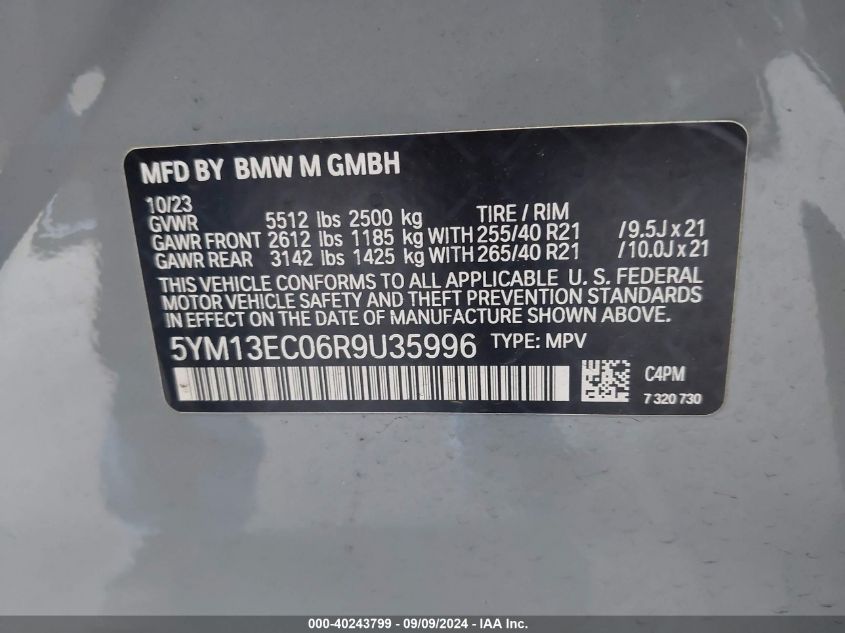 MFD BY BMW M GMBH
10/23
GVWR 5512 lbs 2500 kg TIRE / RIM
GAWR FRONT 2612 lbs 1185 kg WITH 255/40 R21 /9.5J x 21
GAWR REAR 3142 lbs 1425 kg WITH 265/40 R21 /10.0J x 21
THIS VEHICLE CONFORMS TO ALL APPLICABLE U. S. FEDERAL
MOTOR VEHICLE SAFETY AND THEFT PREVENTION STANDARDS
IN EFFECT ON THE DATE OF MANUFACTURE SHOWN ABOVE.
5YM13EC06R9U35996 TYPE: MPV
C4PM
7 320 730
000-40243799 - 09/09/2024 - IAA Inc.